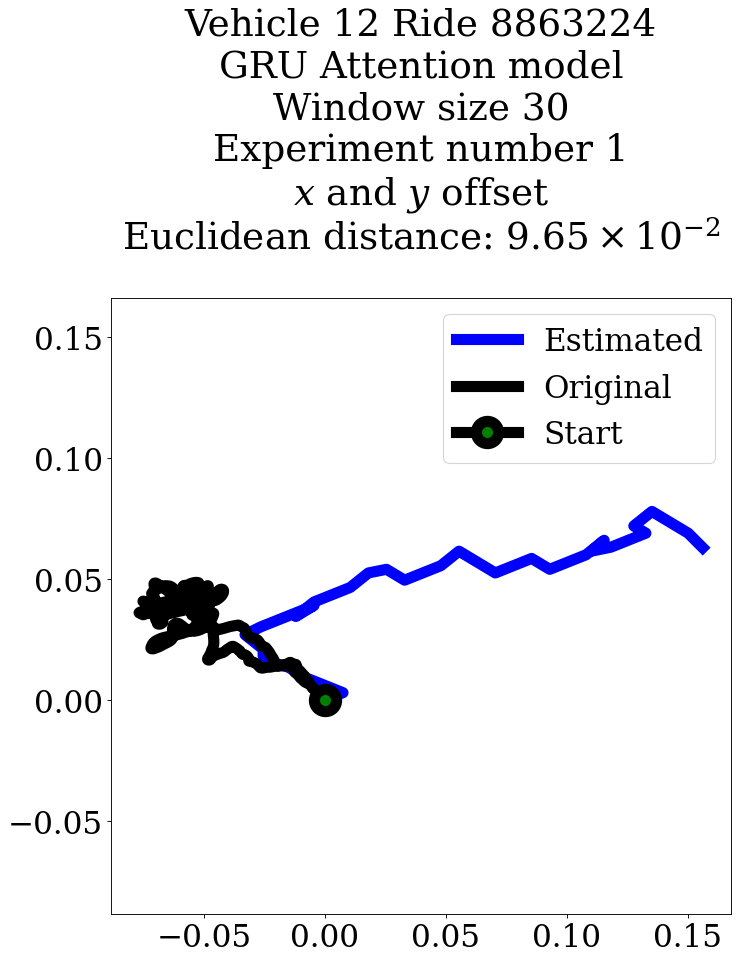 Vehicle 12 Ride 8863224
GRU Attention model
Window size 30
Experiment number 1
x and y offset
Euclidean distance: 9.65 × 10⁻²
Estimated
Original
Start
0.15
0.10
0.05
0.00
−0.05
−0.05 0.00 0.05 0.10 0.15